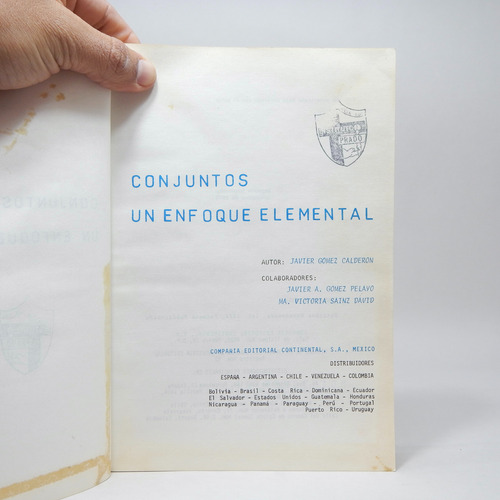 CONJUNTOS
UN ENFOQUE ELEMENTAL
AUTOR: JAVIER GÓMEZ CALDERÓN
COLABORADORES:
JAVIER A. GOMEZ PELAYO
MA. VICTORIA SAINZ DAVID
COMPAÑIA EDITORIAL CONTINENTAL, S.A., MEXICO
DISTRIBUIDORES
ESPAÑA - ARGENTINA - CHILE - VENEZUELA - COLOMBIA
Bolivia - Brasil - Costa Rica - Dominicana - Ecuador
El Salvador - Estados Unidos - Guatemala - Honduras
Nicaragua - Panamá - Paraguay - Perú - Portugal
Puerto Rico - Uruguay